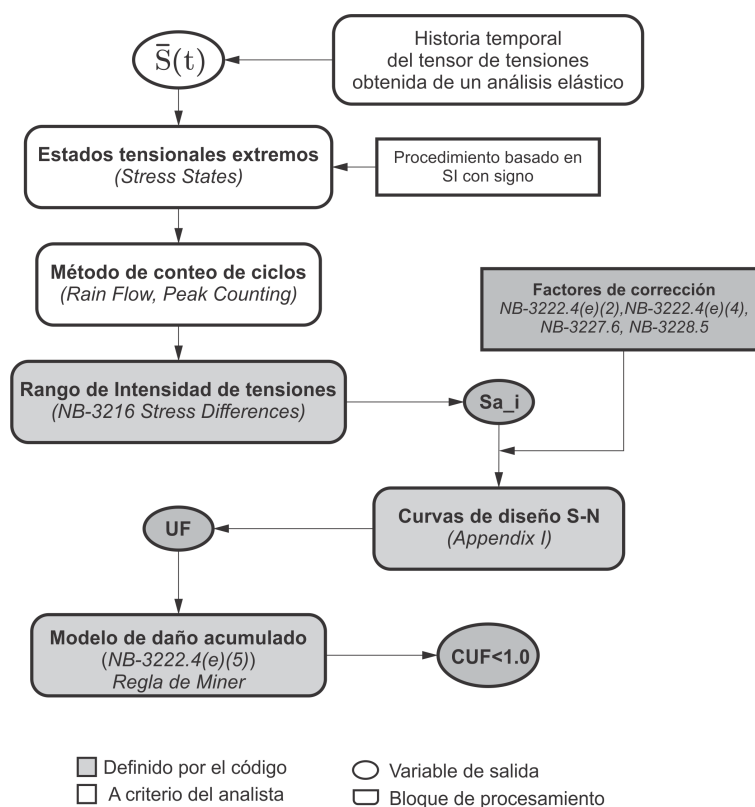 S̅(t)
Historia temporal
del tensor de tensiones
obtenida de un análisis elástico
Estados tensionales extremos
(Stress States)
Procedimiento basado en
SI con signo
Método de conteo de ciclos
(Rain Flow, Peak Counting)
Factores de corrección
NB-3222.4(e)(2),NB-3222.4(e)(4),
NB-3227.6, NB-3228.5
Rango de Intensidad de tensiones
(NB-3216 Stress Differences)
Sa_i
Curvas de diseño S-N
(Appendix I)
UF
Modelo de daño acumulado
(NB-3222.4(e)(5))
Regla de Miner
CUF<1.0
Definido por el código
A criterio del analista
Variable de salida
Bloque de procesamiento